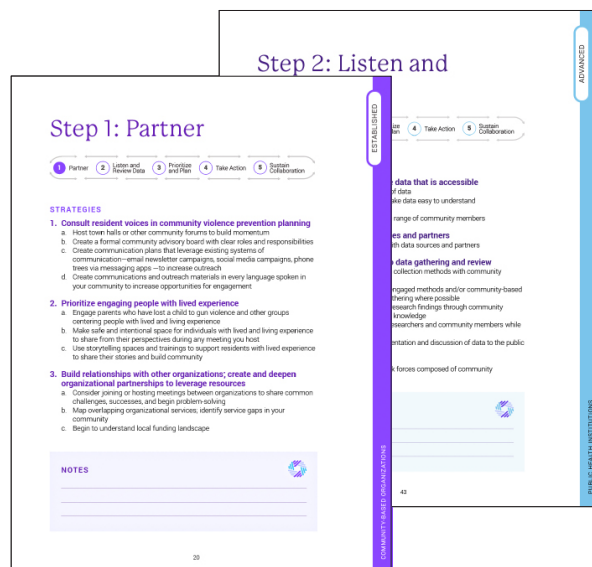 Step 2: Listen and
ADVANCED
4 Take Action
5 Sustain
Collaboration
data that is accessible
of data
ake data easy to understand
range of community members
es and partners
th data sources and partners
data gathering and review
collection methods with community
engaged methods and/or community-based
thering where possible
esearch findings through community
knowledge
esearchers and community members while
entation and discussion of data to the public
k forces composed of community
43
PUBLIC HEALTH INSTITUTIONS
Step 1: Partner
ESTABLISHED
1 Partner
2 Listen and
Review Data
3 Prioritize
and Plan
4 Take Action
5 Sustain
Collaboration
STRATEGIES
1. Consult resident voices in community violence prevention planning
a. Host town halls or other community forums to build momentum
b. Create a formal community advisory board with clear roles and responsibilities
c. Create communication plans that leverage existing systems of
communication—email newsletter campaigns, social media campaigns, phone
trees via messaging apps —to increase outreach
d. Create communications and outreach materials in every language spoken in
your community to increase opportunities for engagement
2. Prioritize engaging people with lived experience
a. Engage parents who have lost a child to gun violence and other groups
centering people with lived and living experience
b. Make safe and intentional space for individuals with lived and living experience
to share from their perspectives during any meeting you host
c. Use storytelling spaces and trainings to support residents with lived experience
to share their stories and build community
3. Build relationships with other organizations; create and deepen
organizational partnerships to leverage resources
a. Consider joining or hosting meetings between organizations to share common
challenges, successes, and begin problem-solving
b. Map overlapping organizational services; identify service gaps in your
community
c. Begin to understand local funding landscape
NOTES
COMMUNITY-BASED ORGANIZATIONS
29